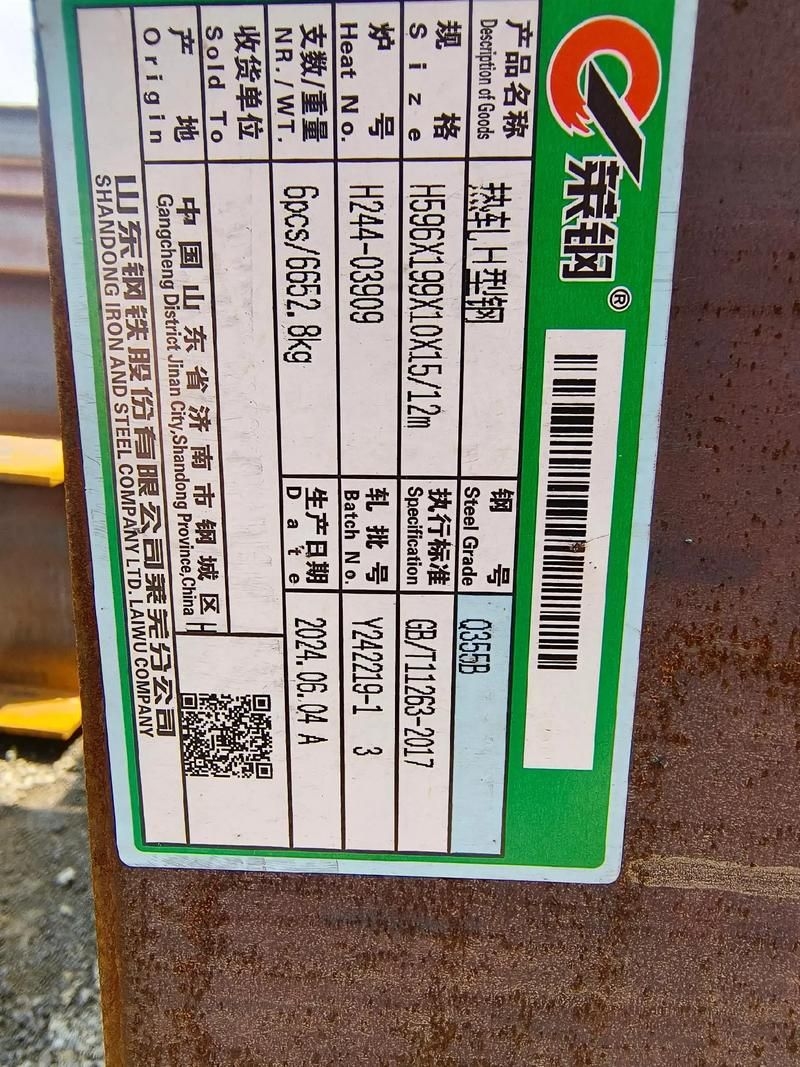 莱钢®
产品名称 Description of Goods 热轧H型钢 钢号 Steel Grade Q355B
规格 Size H596X199X10X15/12m 执行标准 Specification GB/T11263-2017
炉号 Heat No. H244-03909 轧批号 Batch No. Y242219-1 3
支数/重量 NR./WT. 6pcs/6652.8kg 生产日期 Date 2024.06.04 A
收货单位 Sold To
产地 Origin 中国山东省济南市钢城区
Gangcheng District Jinan City,Shandong Province,China
山东钢铁股份有限公司莱芜分公司
SHANDONG IRON AND STEEL COMPANY LTD. LAIWU COMPANY